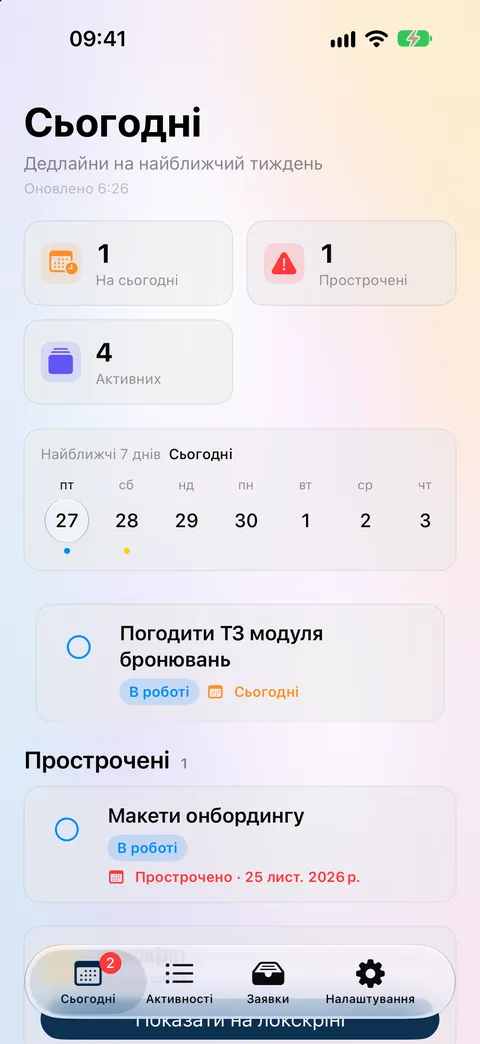 09:41
Сьогодні
Дедлайни на найближчий тиждень
Оновлено 6:26
1
На сьогодні
1
Прострочені
4
Активних
Найближчі 7 днів Сьогодні
пт сб нд пн вт ср чт
27 28 29 30 1 2 3
Погодити ТЗ модуля
бронювань
В роботі Сьогодні
Прострочені 1
Макети онбордингу
В роботі
Прострочено · 25 лист. 2026 р.
2
Сьогодні Активності Заявки Налаштування
Показати на локскріні